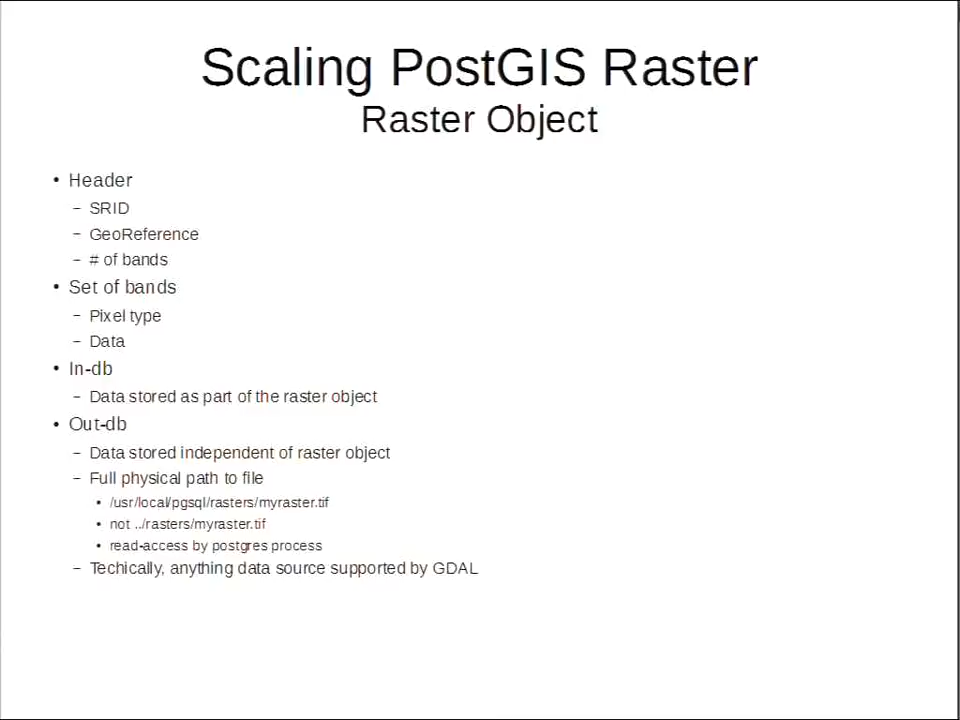 Scaling PostGIS Raster
Raster Object
• Header
– SRID
– GeoReference
– # of bands
• Set of bands
– Pixel type
– Data
• In-db
– Data stored as part of the raster object
• Out-db
– Data stored independent of raster object
– Full physical path to file
• /usr/local/pgsql/rasters/myraster.tif
• not ../rasters/myraster.tif
• read-access by postgres process
– Techically, anything data source supported by GDAL